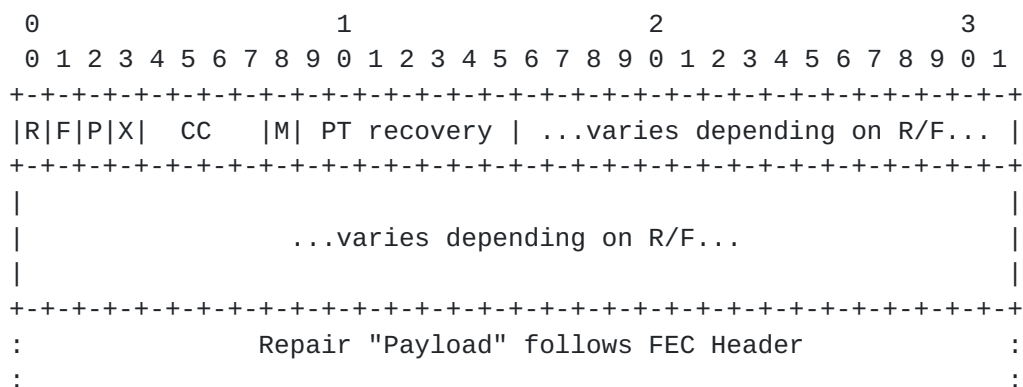 0                   1                   2                   3
 0 1 2 3 4 5 6 7 8 9 0 1 2 3 4 5 6 7 8 9 0 1 2 3 4 5 6 7 8 9 0 1
+-+-+-+-+-+-+-+-+-+-+-+-+-+-+-+-+-+-+-+-+-+-+-+-+-+-+-+-+-+-+-+-+
|R|F|P|X|  CC   |M| PT recovery | ...varies depending on R/F... |
+-+-+-+-+-+-+-+-+-+-+-+-+-+-+-+-+-+-+-+-+-+-+-+-+-+-+-+-+-+-+-+-+
|                                                               |
|                 ...varies depending on R/F...                 |
|                                                               |
+-+-+-+-+-+-+-+-+-+-+-+-+-+-+-+-+-+-+-+-+-+-+-+-+-+-+-+-+-+-+-+-+
:               Repair "Payload" follows FEC Header             :
:                                                               :